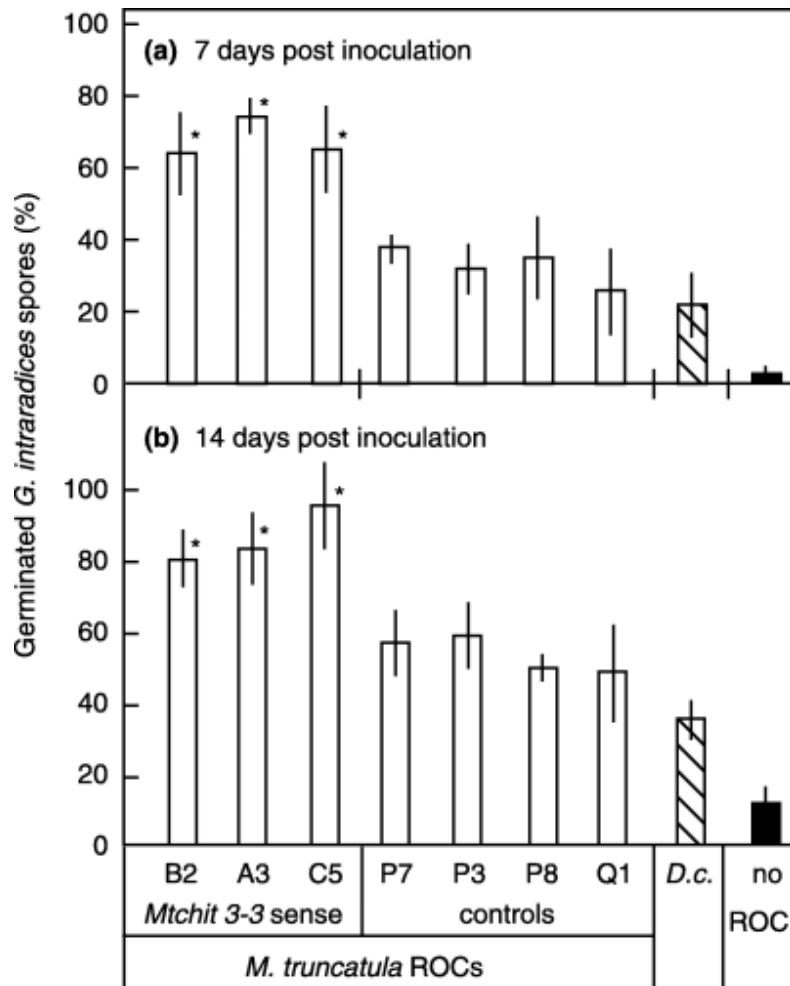 Germinated G. intraradices spores (%)
(a) 7 days post inoculation
100
80
60
40
20
0
* * *
(b) 14 days post inoculation
100
80
60
40
20
0
* * *
B2 A3 C5 P7 P3 P8 Q1 D.c. no
Mtchit 3-3 sense controls ROC
M. truncatula ROCs